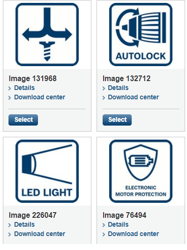 AUTOLOCK
Image 131968
Details
Download center
Select
Image 132712
Details
Download center
Select
LED LIGHT
ELECTRONIC
MOTOR PROTECTION
Image 226047
Details
Download center
Image 76494
Details
Download center